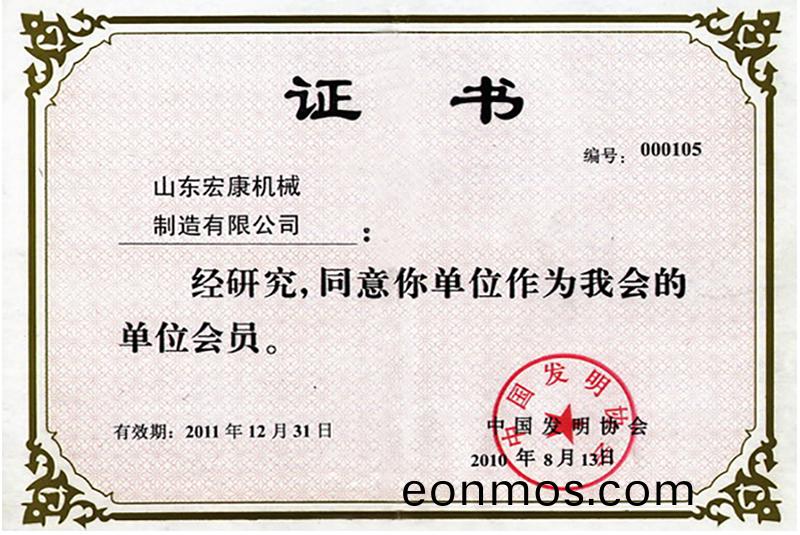 证 书
编号: 000105
山东宏康机械
制造有限公司 :
经研究,同意你单位作为我会的
单位会员。
中国发明协会
有效期: 2011 年 12 月 31 日
中国发明协会
2010 年 8 月 13 日
eonmos.com